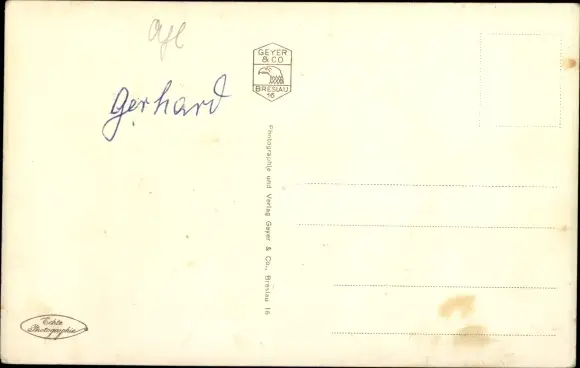 GEYER
& CO
BRESLAU
16
Gerhard
Photographie und Verlag Geyer & Co., Breslau 16
Echte
Photographie